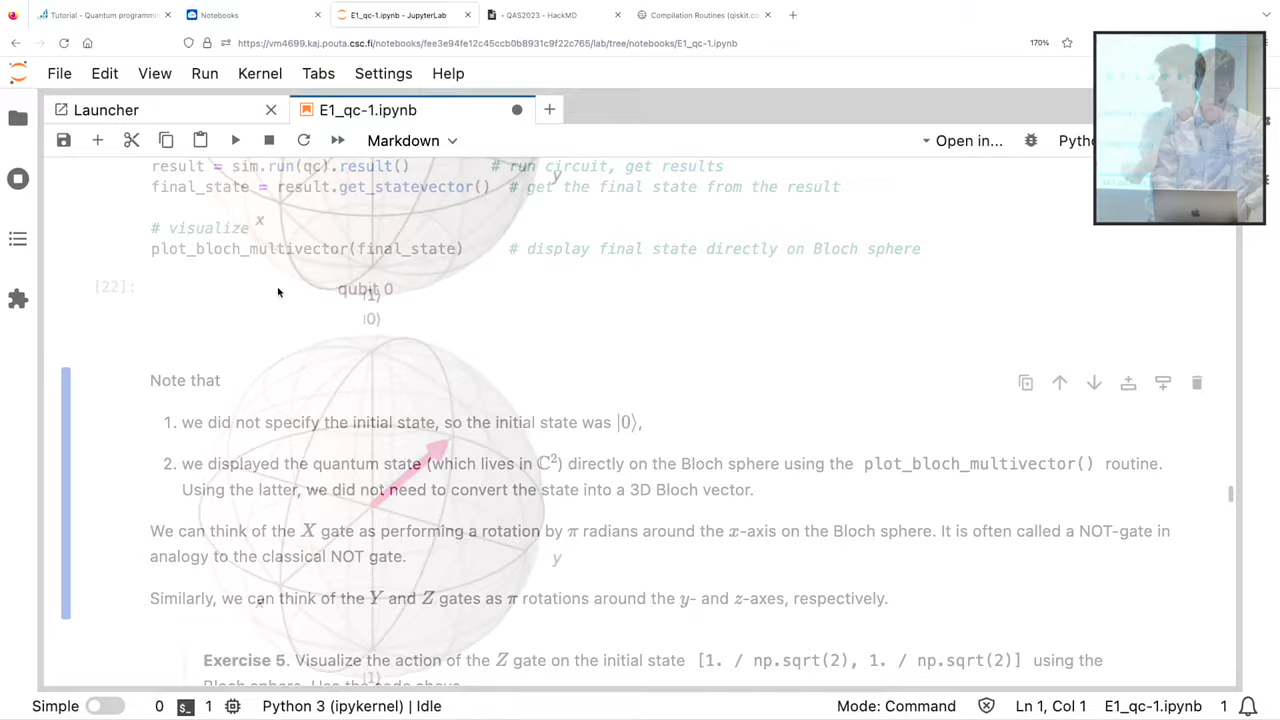 Tutorial - Quantum programmin
Notebooks
E1_qc-1.ipynb - JupyterLab
- QAS2023 - HackMD
Compilation Routines (qiskit.c
https://vm4699.kaj.pouta.csc.fi/notebooks/fee3e94fe12c45ccb0b8931c9f22c765/lab/tree/notebooks/E1_qc-1.ipynb
170%
File Edit View Run Kernel Tabs Settings Help
Launcher
E1_qc-1.ipynb
Markdown
Open in...
Pytho
result = sim.run(qc).result() # run circuit, get results
y
final_state = result.get_statevector() # get the final state from the result
x
# visualize
plot_bloch_multivector(final_state) # display final state directly on Bloch sphere
[22]:
qubit 0
|1⟩
|0⟩
Note that
1. we did not specify the initial state, so the initial state was |0⟩,
2. we displayed the quantum state (which lives in ℂ²) directly on the Bloch sphere using the plot_bloch_multivector() routine.
Using the latter, we did not need to convert the state into a 3D Bloch vector.
We can think of the X gate as performing a rotation by π radians around the x-axis on the Bloch sphere. It is often called a NOT-gate in
analogy to the classical NOT gate.
y
Similarly, we can think of the Y and Z gates as π rotations around the y- and z-axes, respectively.
x
Exercise 5. Visualize the action of the Z gate on the initial state [1. / np.sqrt(2), 1. / np.sqrt(2)] using the
|1⟩
Bloch sphere. Use the code above.
Simple 0 1 Python 3 (ipykernel) | Idle Mode: Command Ln 1, Col 1 E1_qc-1.ipynb 1